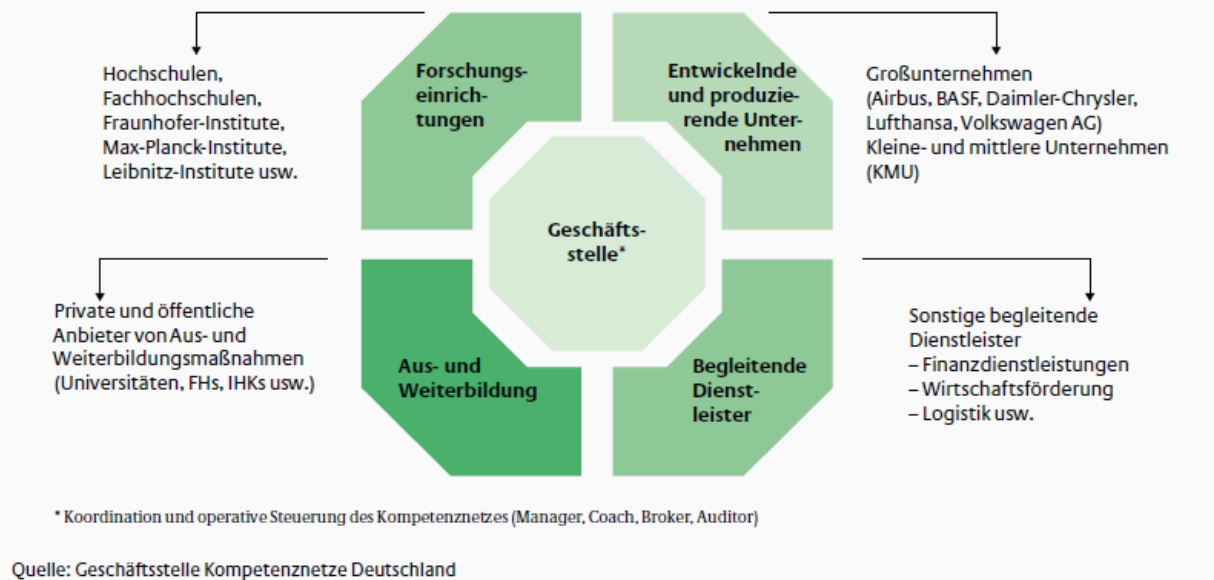 Hochschulen,
Fachhochschulen,
Fraunhofer-Institute,
Max-Planck-Institute,
Leibnitz-Institute usw.
Forschungs-
einrich-
tungen
Entwickelnde
und produzie-
rende Unter-
nehmen
Großunternehmen
(Airbus, BASF, Daimler-Chrysler,
Lufthansa, Volkswagen AG)
Kleine- und mittlere Unternehmen
(KMU)
Geschäfts-
stelle*
Private und öffentliche
Anbieter von Aus- und
Weiterbildungsmaßnahmen
(Universitäten, FHs, IHKs usw.)
Aus- und
Weiterbildung
Begleitende
Dienst-
leister
Sonstige begleitende
Dienstleister
– Finanzdienstleistungen
– Wirtschaftsförderung
– Logistik usw.
* Koordination und operative Steuerung des Kompetenznetzes (Manager, Coach, Broker, Auditor)
Quelle: Geschäftsstelle Kompetenznetze Deutschland